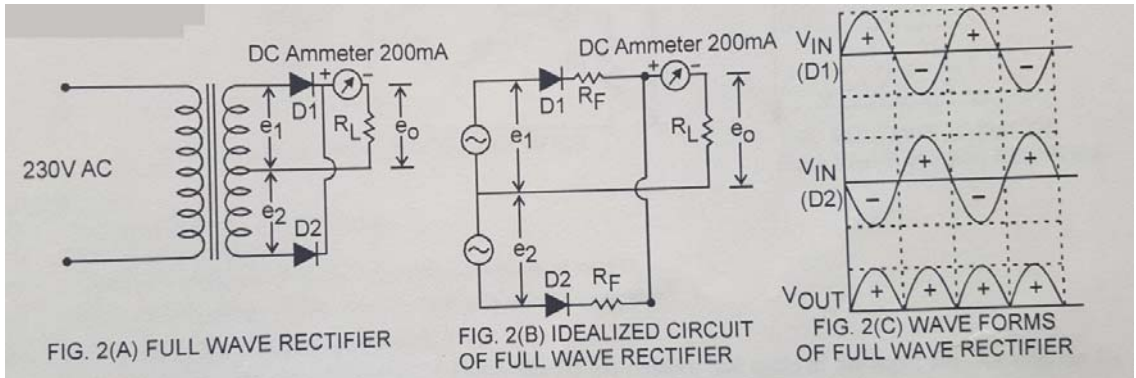 DC Ammeter 200mA
+ -
D1
e1
RL
eo
230V AC
e2
D2
FIG. 2(A) FULL WAVE RECTIFIER
DC Ammeter 200mA
+ -
D1
RF
e1
RL
eo
e2
D2
RF
FIG. 2(B) IDEALIZED CIRCUIT
OF FULL WAVE RECTIFIER
VIN
(D1)
+ - + -
VIN
(D2)
- + - +
VOUT
+ + + +
FIG. 2(C) WAVE FORMS
OF FULL WAVE RECTIFIER